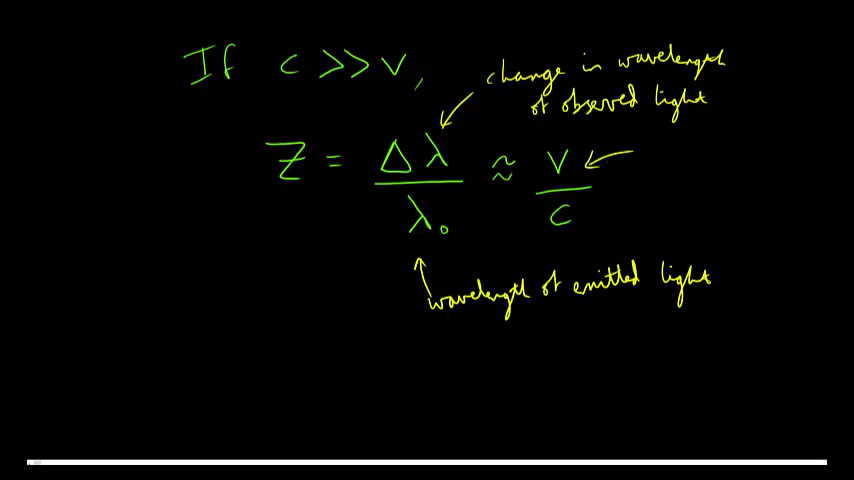 If c >> v,
change in wavelength
of observed light
Z = Δλ / λ₀ ≈ v / c
wavelength of emitted light